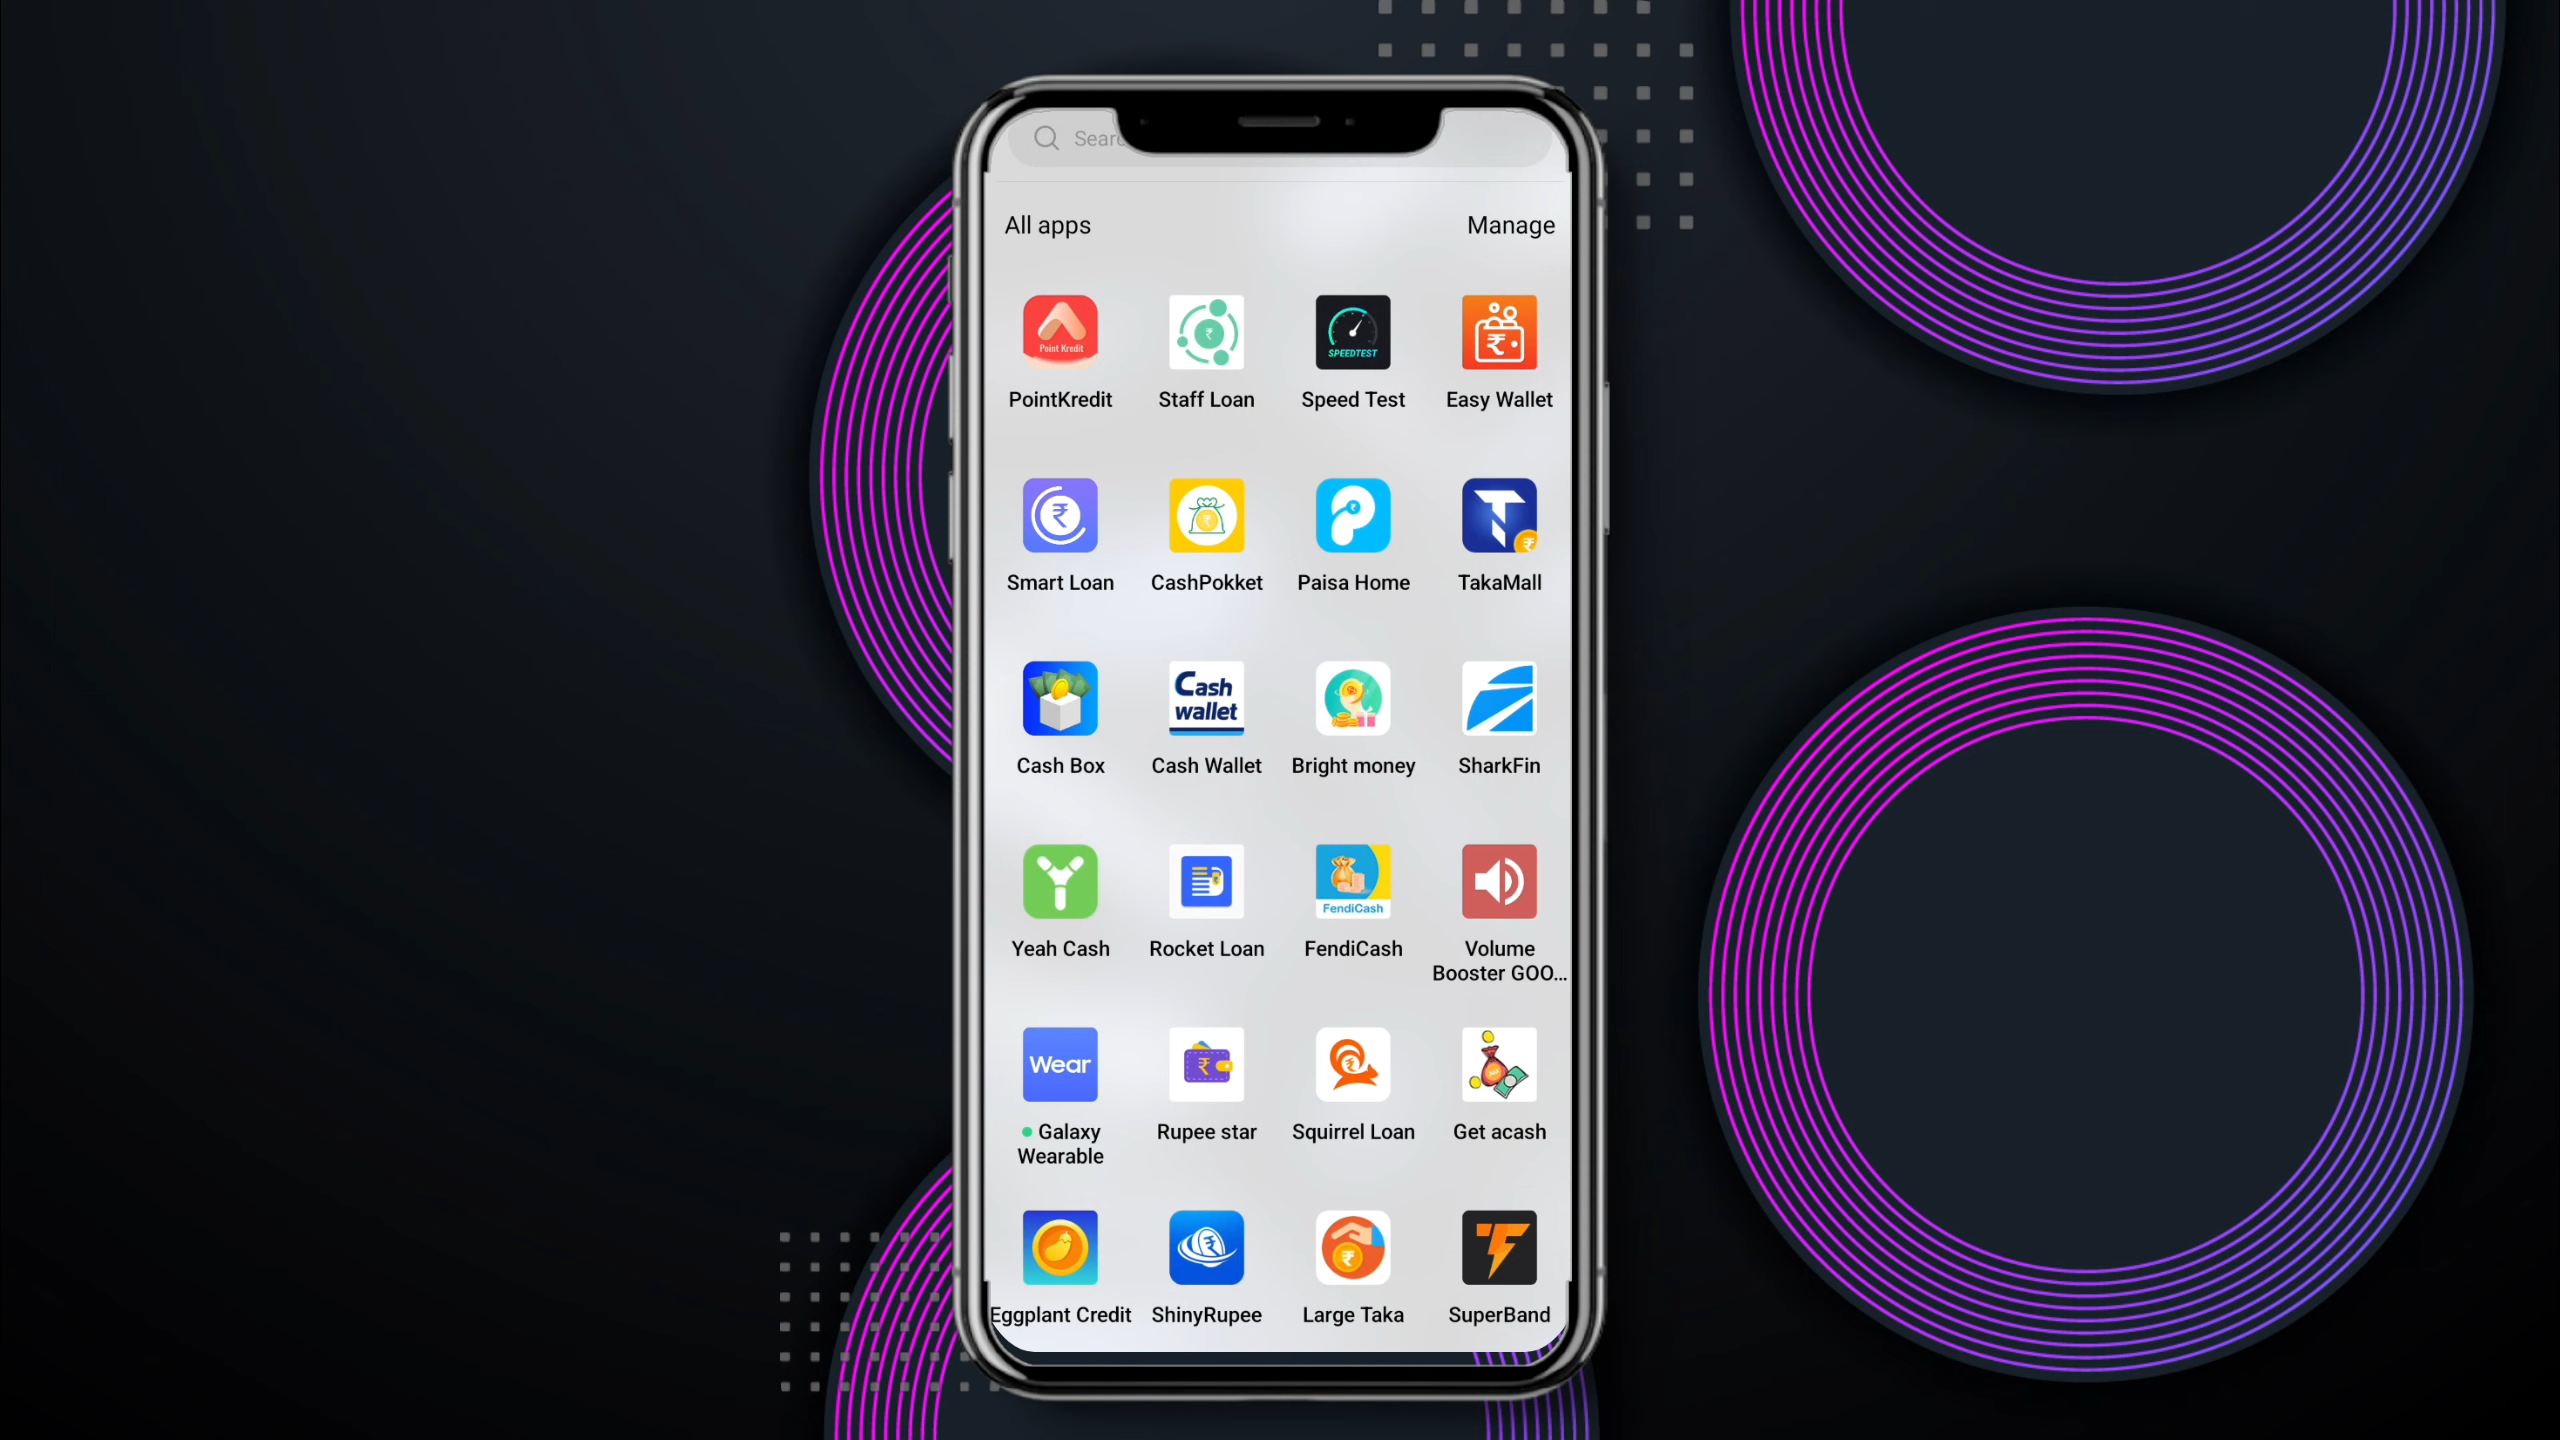 Sear
All apps
Manage
Point Kredit
SPEEDTEST
PointKredit
Staff Loan
Speed Test
Easy Wallet
Smart Loan
CashPokket
Paisa Home
TakaMall
Cash
wallet
Cash Box
Cash Wallet
Bright money
SharkFin
FendiCash
Yeah Cash
Rocket Loan
FendiCash
Volume
Booster GOO...
Wear
Galaxy
Wearable
Rupee star
Squirrel Loan
Get acash
Eggplant Credit
ShinyRupee
Large Taka
SuperBand